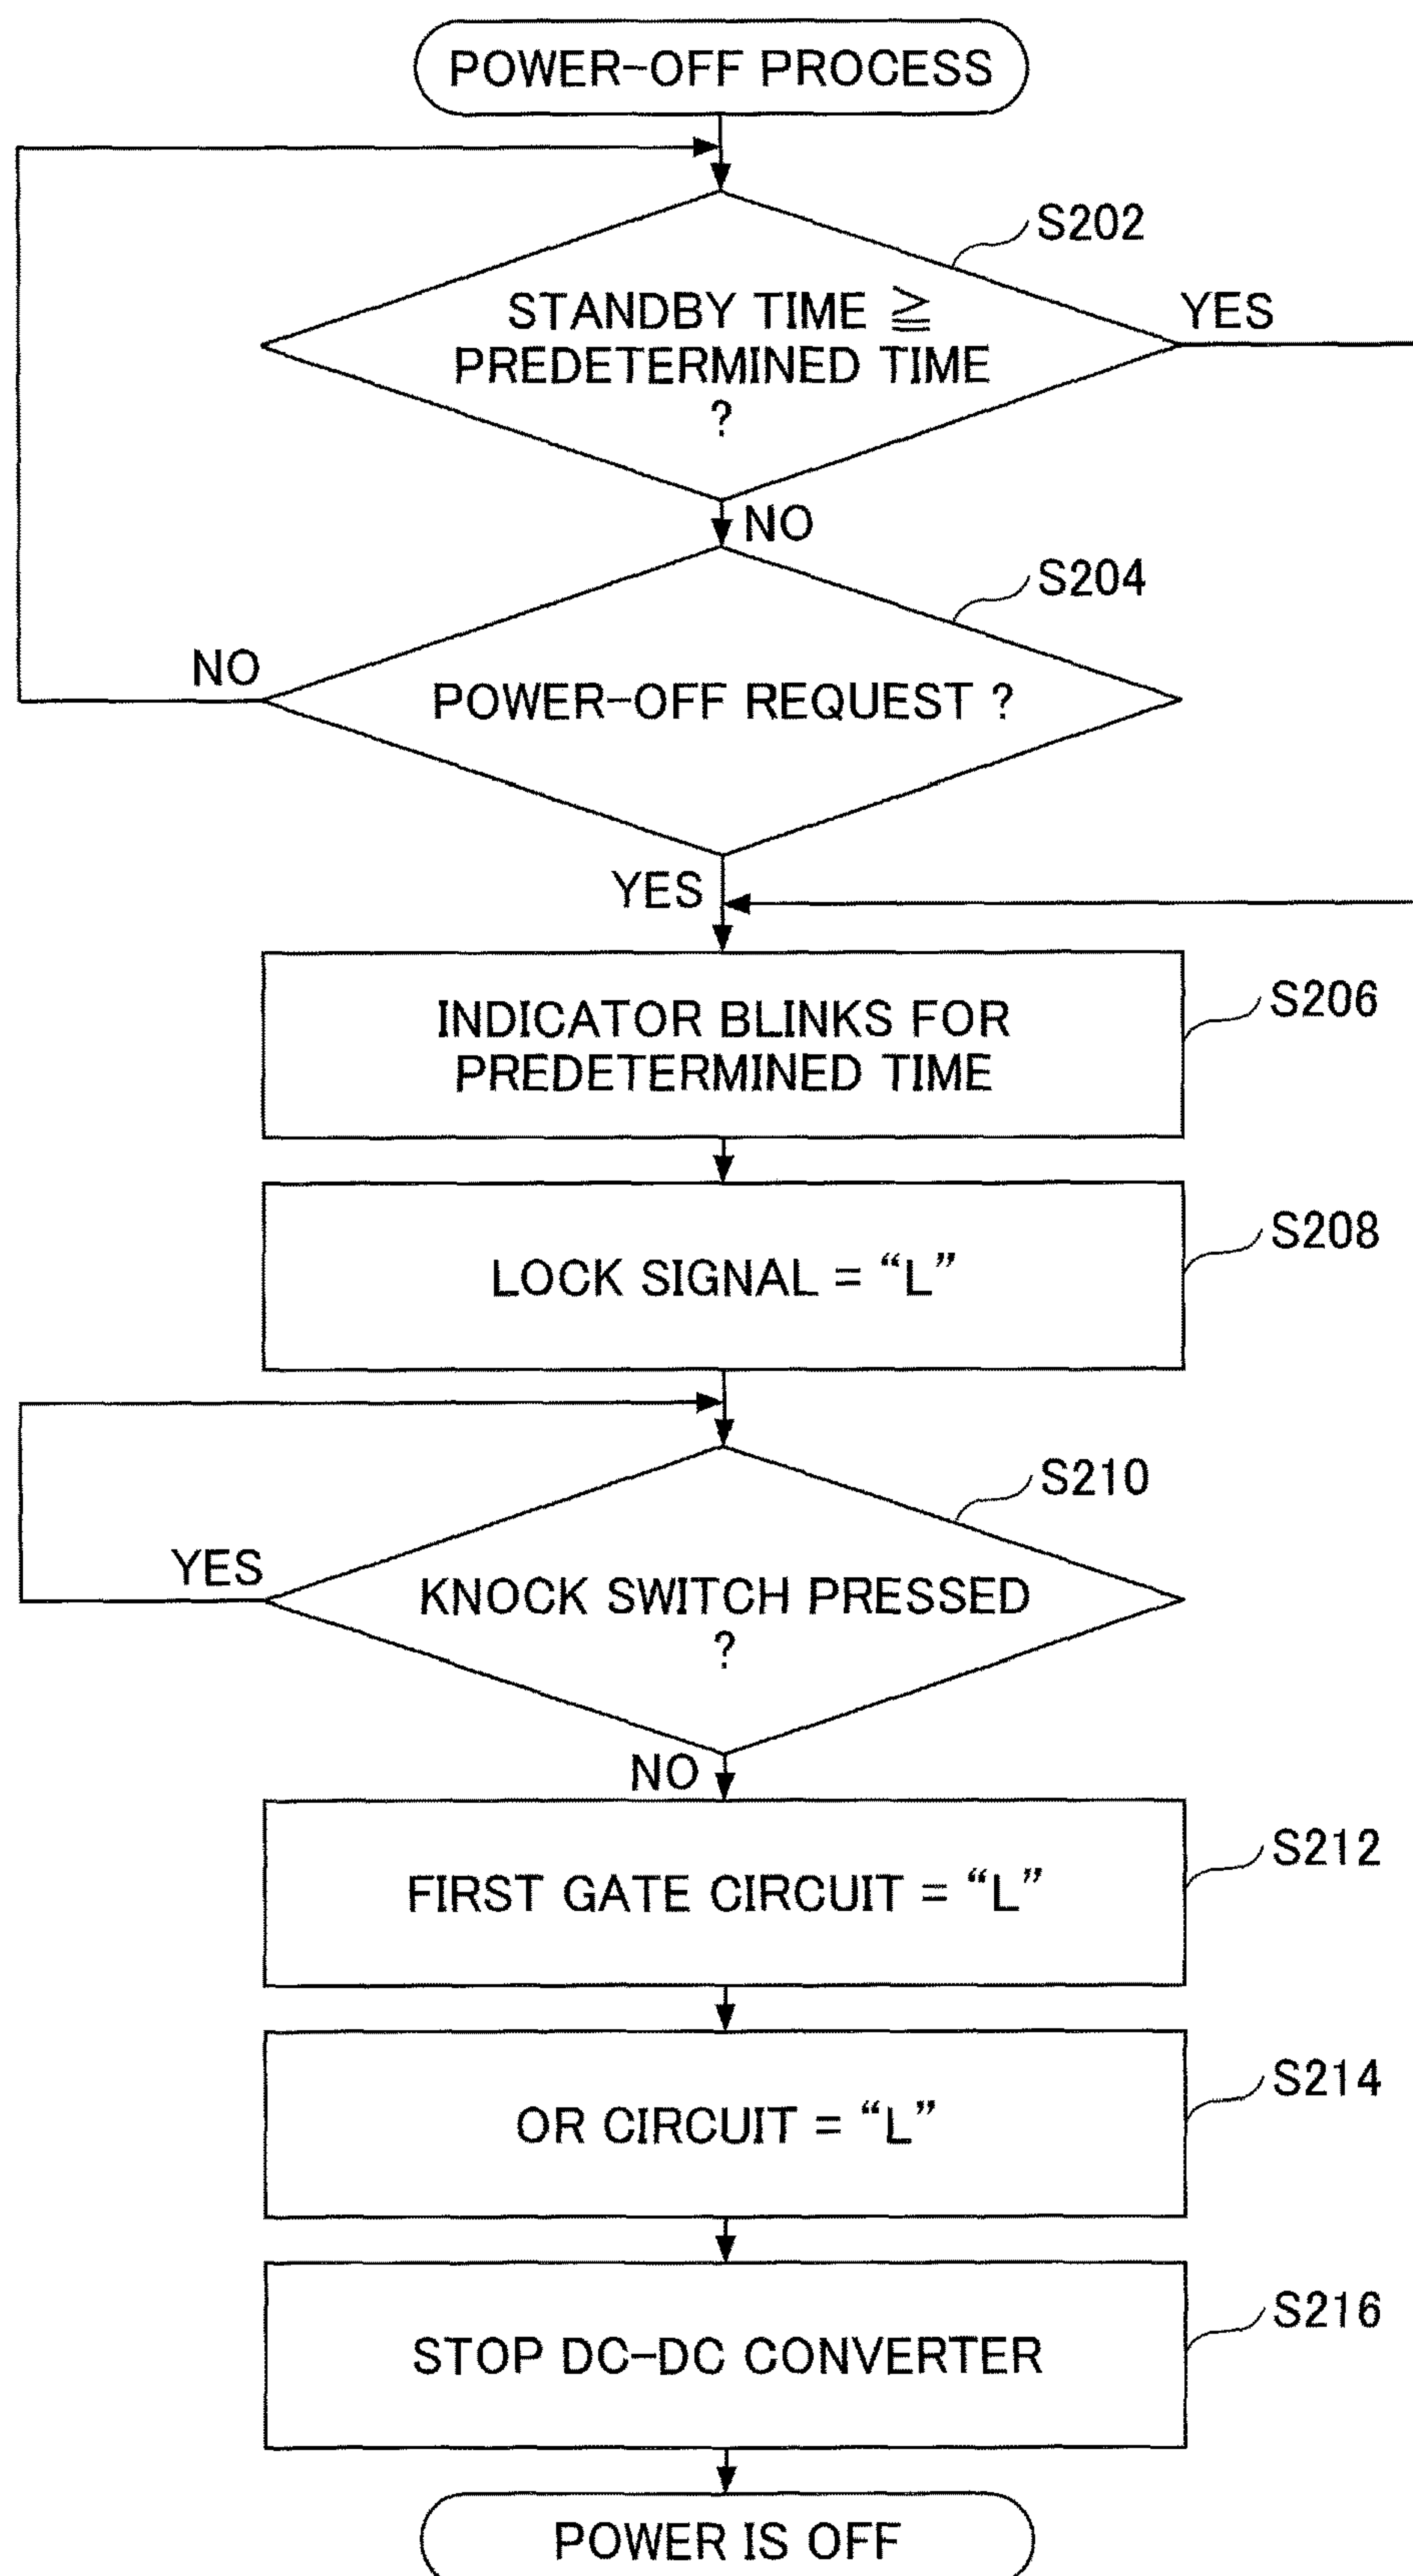 POWER-OFF PROCESS
S202
STANDBY TIME ≧
PREDETERMINED TIME
?
YES
NO
S204
NO
POWER-OFF REQUEST ?
YES
S206
INDICATOR BLINKS FOR
PREDETERMINED TIME
S208
LOCK SIGNAL = “L”
S210
YES
KNOCK SWITCH PRESSED
?
NO
S212
FIRST GATE CIRCUIT = “L”
S214
OR CIRCUIT = “L”
S216
STOP DC-DC CONVERTER
POWER IS OFF